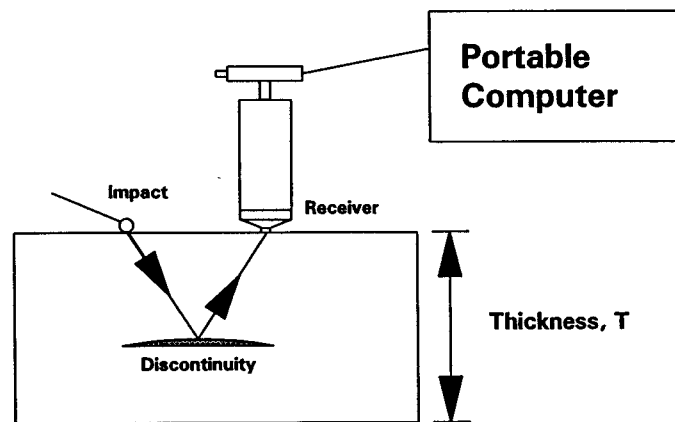 Portable
Computer
Impact
Receiver
Thickness, T
Discontinuity